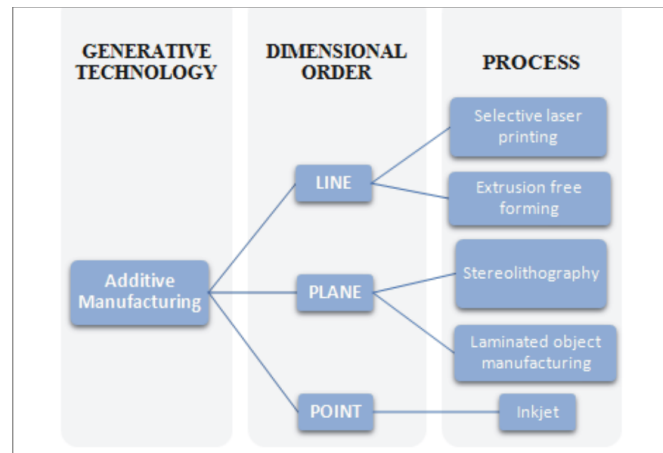 GENERATIVE
TECHNOLOGY
DIMENSIONAL
ORDER
PROCESS
Additive
Manufacturing
LINE
PLANE
POINT
Selective laser
printing
Extrusion free
forming
Stereolithography
Laminated object
manufacturing
Inkjet